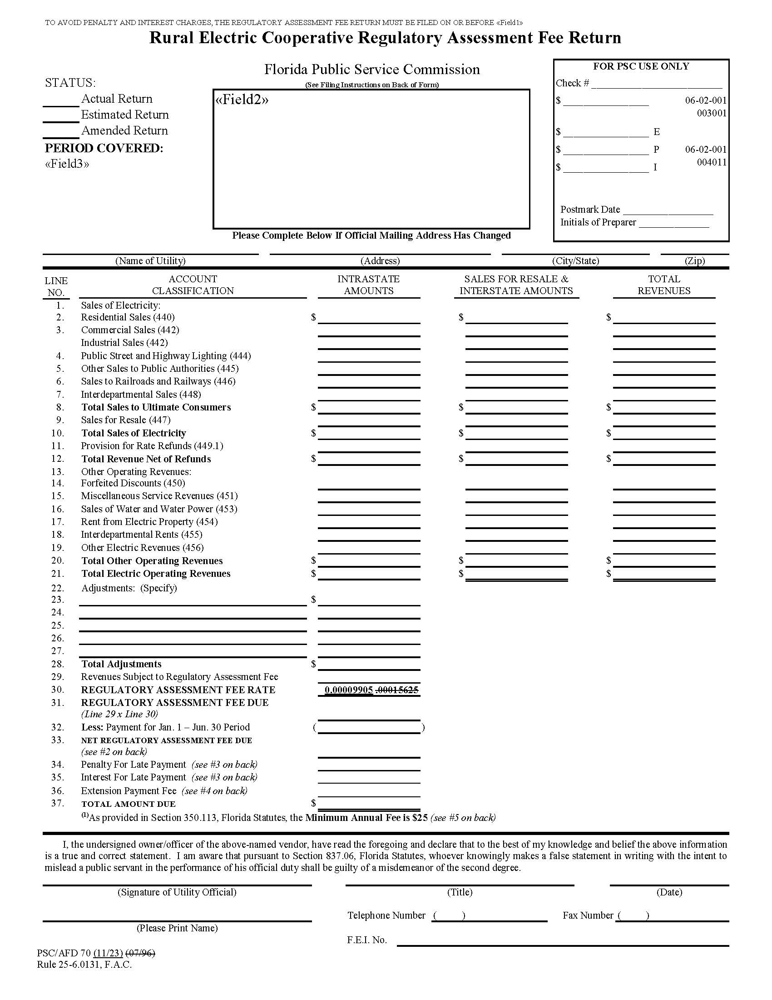 TO AVOID PENALTY AND INTEREST CHARGES, THE REGULATORY ASSESSMENT FEE RETURN MUST BE FILED ON OR BEFORE «Field1»
Rural Electric Cooperative Regulatory Assessment Fee Return
Florida Public Service Commission
(See Filing Instructions on Back of Form)
STATUS:
Actual Return
Estimated Return
Amended Return
PERIOD COVERED:
«Field3»
«Field2»
Please Complete Below If Official Mailing Address Has Changed
FOR PSC USE ONLY
Check # __________________________
$ _________________ 06-02-001
003001
$ _________________ E
$ _________________ P 06-02-001
004011
$ _________________ I
Postmark Date __________________
Initials of Preparer ______________
(Name of Utility) (Address) (City/State) (Zip)
LINE NO. ACCOUNT CLASSIFICATION INTRASTATE AMOUNTS SALES FOR RESALE & INTERSTATE AMOUNTS TOTAL REVENUES
1. Sales of Electricity:
2. Residential Sales (440) $ $ $
3. Commercial Sales (442)
Industrial Sales (442)
4. Public Street and Highway Lighting (444)
5. Other Sales to Public Authorities (445)
6. Sales to Railroads and Railways (446)
7. Interdepartmental Sales (448)
8. Total Sales to Ultimate Consumers $ $ $
9. Sales for Resale (447)
10. Total Sales of Electricity $ $ $
11. Provision for Rate Refunds (449.1)
12. Total Revenue Net of Refunds $ $ $
13. Other Operating Revenues:
14. Forfeited Discounts (450)
15. Miscellaneous Service Revenues (451)
16. Sales of Water and Water Power (453)
17. Rent from Electric Property (454)
18. Interdepartmental Rents (455)
19. Other Electric Revenues (456)
20. Total Other Operating Revenues $ $ $
21. Total Electric Operating Revenues $ $ $
22. Adjustments: (Specify)
23. $
24.
25.
26.
27.
28. Total Adjustments $
29. Revenues Subject to Regulatory Assessment Fee
30. REGULATORY ASSESSMENT FEE RATE 0.00009905 .00015625
31. REGULATORY ASSESSMENT FEE DUE
(Line 29 x Line 30)
32. Less: Payment for Jan. 1 – Jun. 30 Period ( )
33. NET REGULATORY ASSESSMENT FEE DUE
(see #2 on back)
34. Penalty For Late Payment (see #3 on back)
35. Interest For Late Payment (see #3 on back)
36. Extension Payment Fee (see #4 on back)
37. TOTAL AMOUNT DUE $
(1)As provided in Section 350.113, Florida Statutes, the Minimum Annual Fee is $25 (see #5 on back)
I, the undersigned owner/officer of the above-named vendor, have read the foregoing and declare that to the best of my knowledge and belief the above information
is a true and correct statement. I am aware that pursuant to Section 837.06, Florida Statutes, whoever knowingly makes a false statement in writing with the intent to
mislead a public servant in the performance of his official duty shall be guilty of a misdemeanor of the second degree.
(Signature of Utility Official) (Title) (Date)
Telephone Number ( ) Fax Number ( )
(Please Print Name)
F.E.I. No.
PSC/AFD 70 (11/23) (07/96)
Rule 25-6.0131, F.A.C.